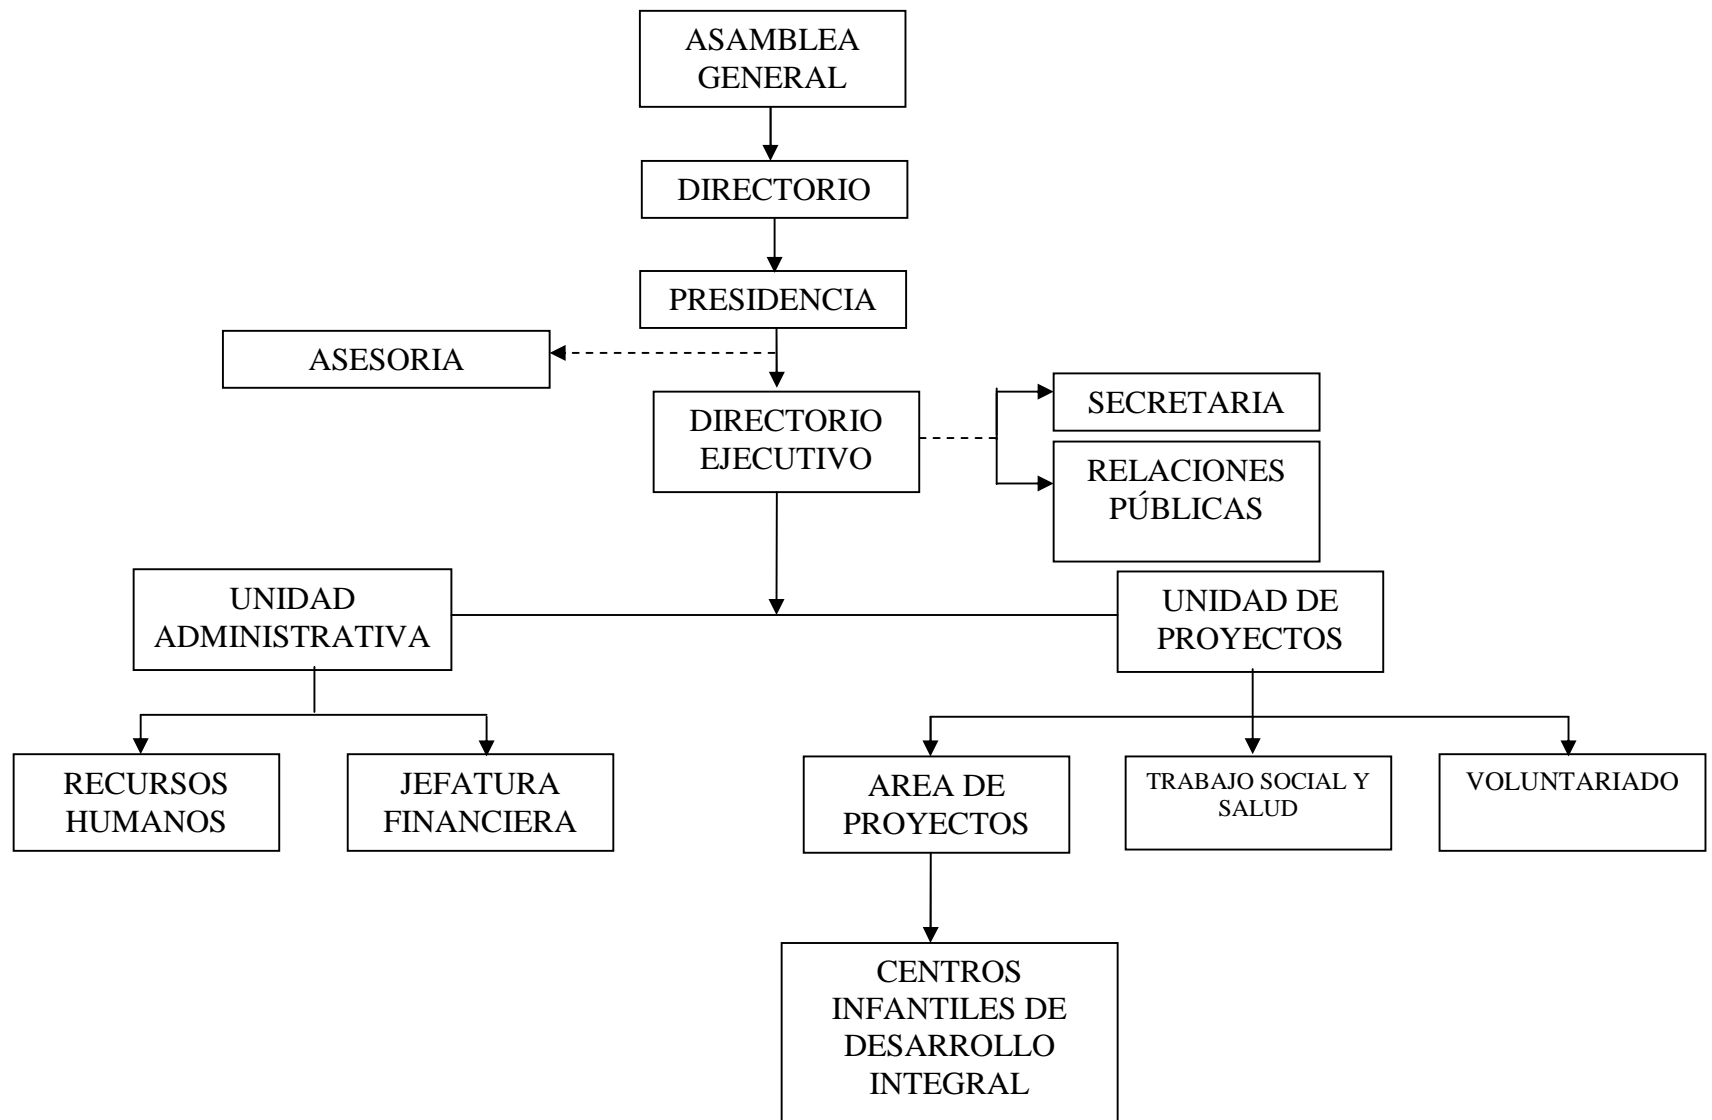 ASAMBLEA
GENERAL
DIRECTORIO
PRESIDENCIA
ASESORIA
DIRECTORIO
EJECUTIVO
SECRETARIA
RELACIONES
PÚBLICAS
UNIDAD
ADMINISTRATIVA
UNIDAD DE
PROYECTOS
RECURSOS
HUMANOS
JEFATURA
FINANCIERA
AREA DE
PROYECTOS
TRABAJO SOCIAL Y
SALUD
VOLUNTARIADO
CENTROS
INFANTILES DE
DESARROLLO
INTEGRAL